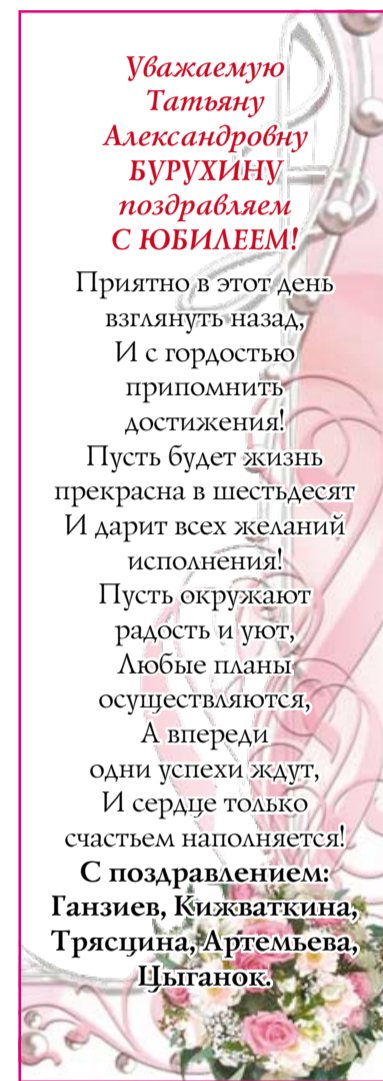 Уважаемую
Татьяну
Александровну
БУРУХИНУ
поздравляем
С ЮБИЛЕЕМ!
Приятно в этот день
взглянуть назад,
И с гордостью
припомнить
достижения!
Пусть будет жизнь
прекрасна в шестьдесят
И дарит всех желаний
исполнения!
Пусть окружают
радость и уют,
Любые планы
осуществляются,
А впереди
одни успехи ждут,
И сердце только
счастьем наполняется!
С поздравлением:
Ганзиев, Кижваткина,
Трясцина, Артемьева,
Цыганок.